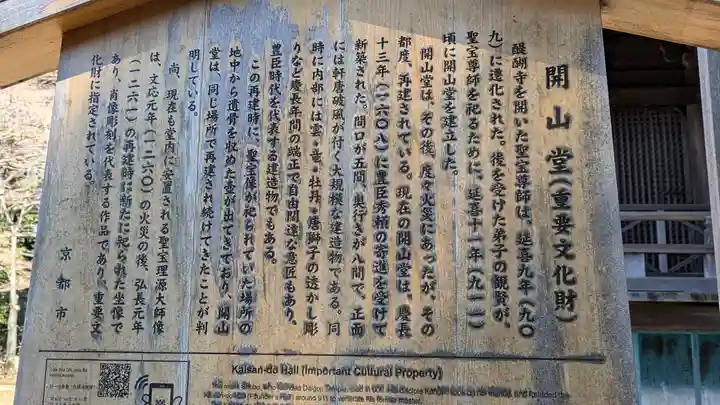 開山堂(重要文化財)
醍醐寺を開いた聖宝尊師は、延喜九年(九〇
九)に遷化された。後を受けた弟子の観賢が、
聖宝尊師を祀るために、延喜十一年(九一一)
頃に開山堂を建立した。
開山堂は、その後、度々火災にあったが、その
都度、再建されている。現在の開山堂は、慶長
十三年(一六〇八)に豊臣秀頼の寄進を受けて
新築された。間口が五間、奥行きが八間で、正面
には軒唐破風が付く大規模な建造物である。同
時に内部には雲・竜・牡丹・唐獅子の透かし彫
りなど慶長年間の端正で自由闊達な意匠もあり、
豊臣時代を代表する建造物でもある。
この再建時に、聖宝像が祀られていた場所の
地中から遺骨を収めた壺が出てきており、開山
堂は、同じ場所で再建され続けてきたことが判
明している。
尚、現在も堂内に安置される聖宝理源大師像
は、文応元年(一二六〇)の火災の後、弘長元年
(一二六一)の再建時に新たに祀られた坐像で
あり、肖像彫刻を代表する作品であり、重要文
化財に指定されている。
京都市
Kaisan-do Hall (Important Cultural Property)